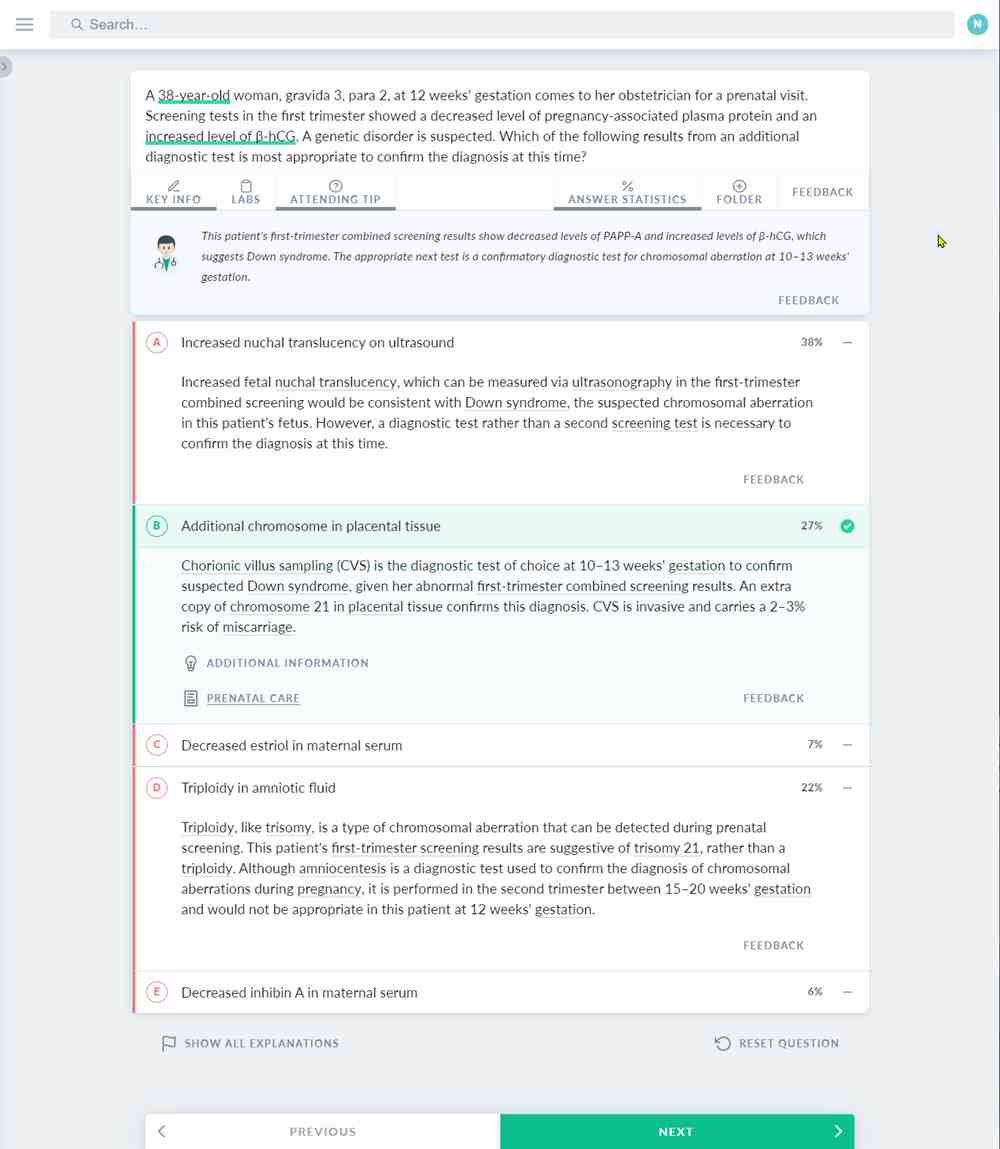 Search…
N
A 38-year-old woman, gravida 3, para 2, at 12 weeks' gestation comes to her obstetrician for a prenatal visit.
Screening tests in the first trimester showed a decreased level of pregnancy-associated plasma protein and an
increased level of β-hCG. A genetic disorder is suspected. Which of the following results from an additional
diagnostic test is most appropriate to confirm the diagnosis at this time?
KEY INFO
LABS
ATTENDING TIP
ANSWER STATISTICS
FOLDER
FEEDBACK
This patient's first-trimester combined screening results show decreased levels of PAPP-A and increased levels of β-hCG, which
suggests Down syndrome. The appropriate next test is a confirmatory diagnostic test for chromosomal aberration at 10–13 weeks'
gestation.
FEEDBACK
A Increased nuchal translucency on ultrasound 38% –
Increased fetal nuchal translucency, which can be measured via ultrasonography in the first-trimester
combined screening would be consistent with Down syndrome, the suspected chromosomal aberration
in this patient's fetus. However, a diagnostic test rather than a second screening test is necessary to
confirm the diagnosis at this time.
FEEDBACK
B Additional chromosome in placental tissue 27%
Chorionic villus sampling (CVS) is the diagnostic test of choice at 10–13 weeks' gestation to confirm
suspected Down syndrome, given her abnormal first-trimester combined screening results. An extra
copy of chromosome 21 in placental tissue confirms this diagnosis. CVS is invasive and carries a 2–3%
risk of miscarriage.
ADDITIONAL INFORMATION
PRENATAL CARE FEEDBACK
C Decreased estriol in maternal serum 7% –
D Triploidy in amniotic fluid 22% –
Triploidy, like trisomy, is a type of chromosomal aberration that can be detected during prenatal
screening. This patient's first-trimester screening results are suggestive of trisomy 21, rather than a
triploidy. Although amniocentesis is a diagnostic test used to confirm the diagnosis of chromosomal
aberrations during pregnancy, it is performed in the second trimester between 15–20 weeks' gestation
and would not be appropriate in this patient at 12 weeks' gestation.
FEEDBACK
E Decreased inhibin A in maternal serum 6% –
SHOW ALL EXPLANATIONS RESET QUESTION
PREVIOUS NEXT